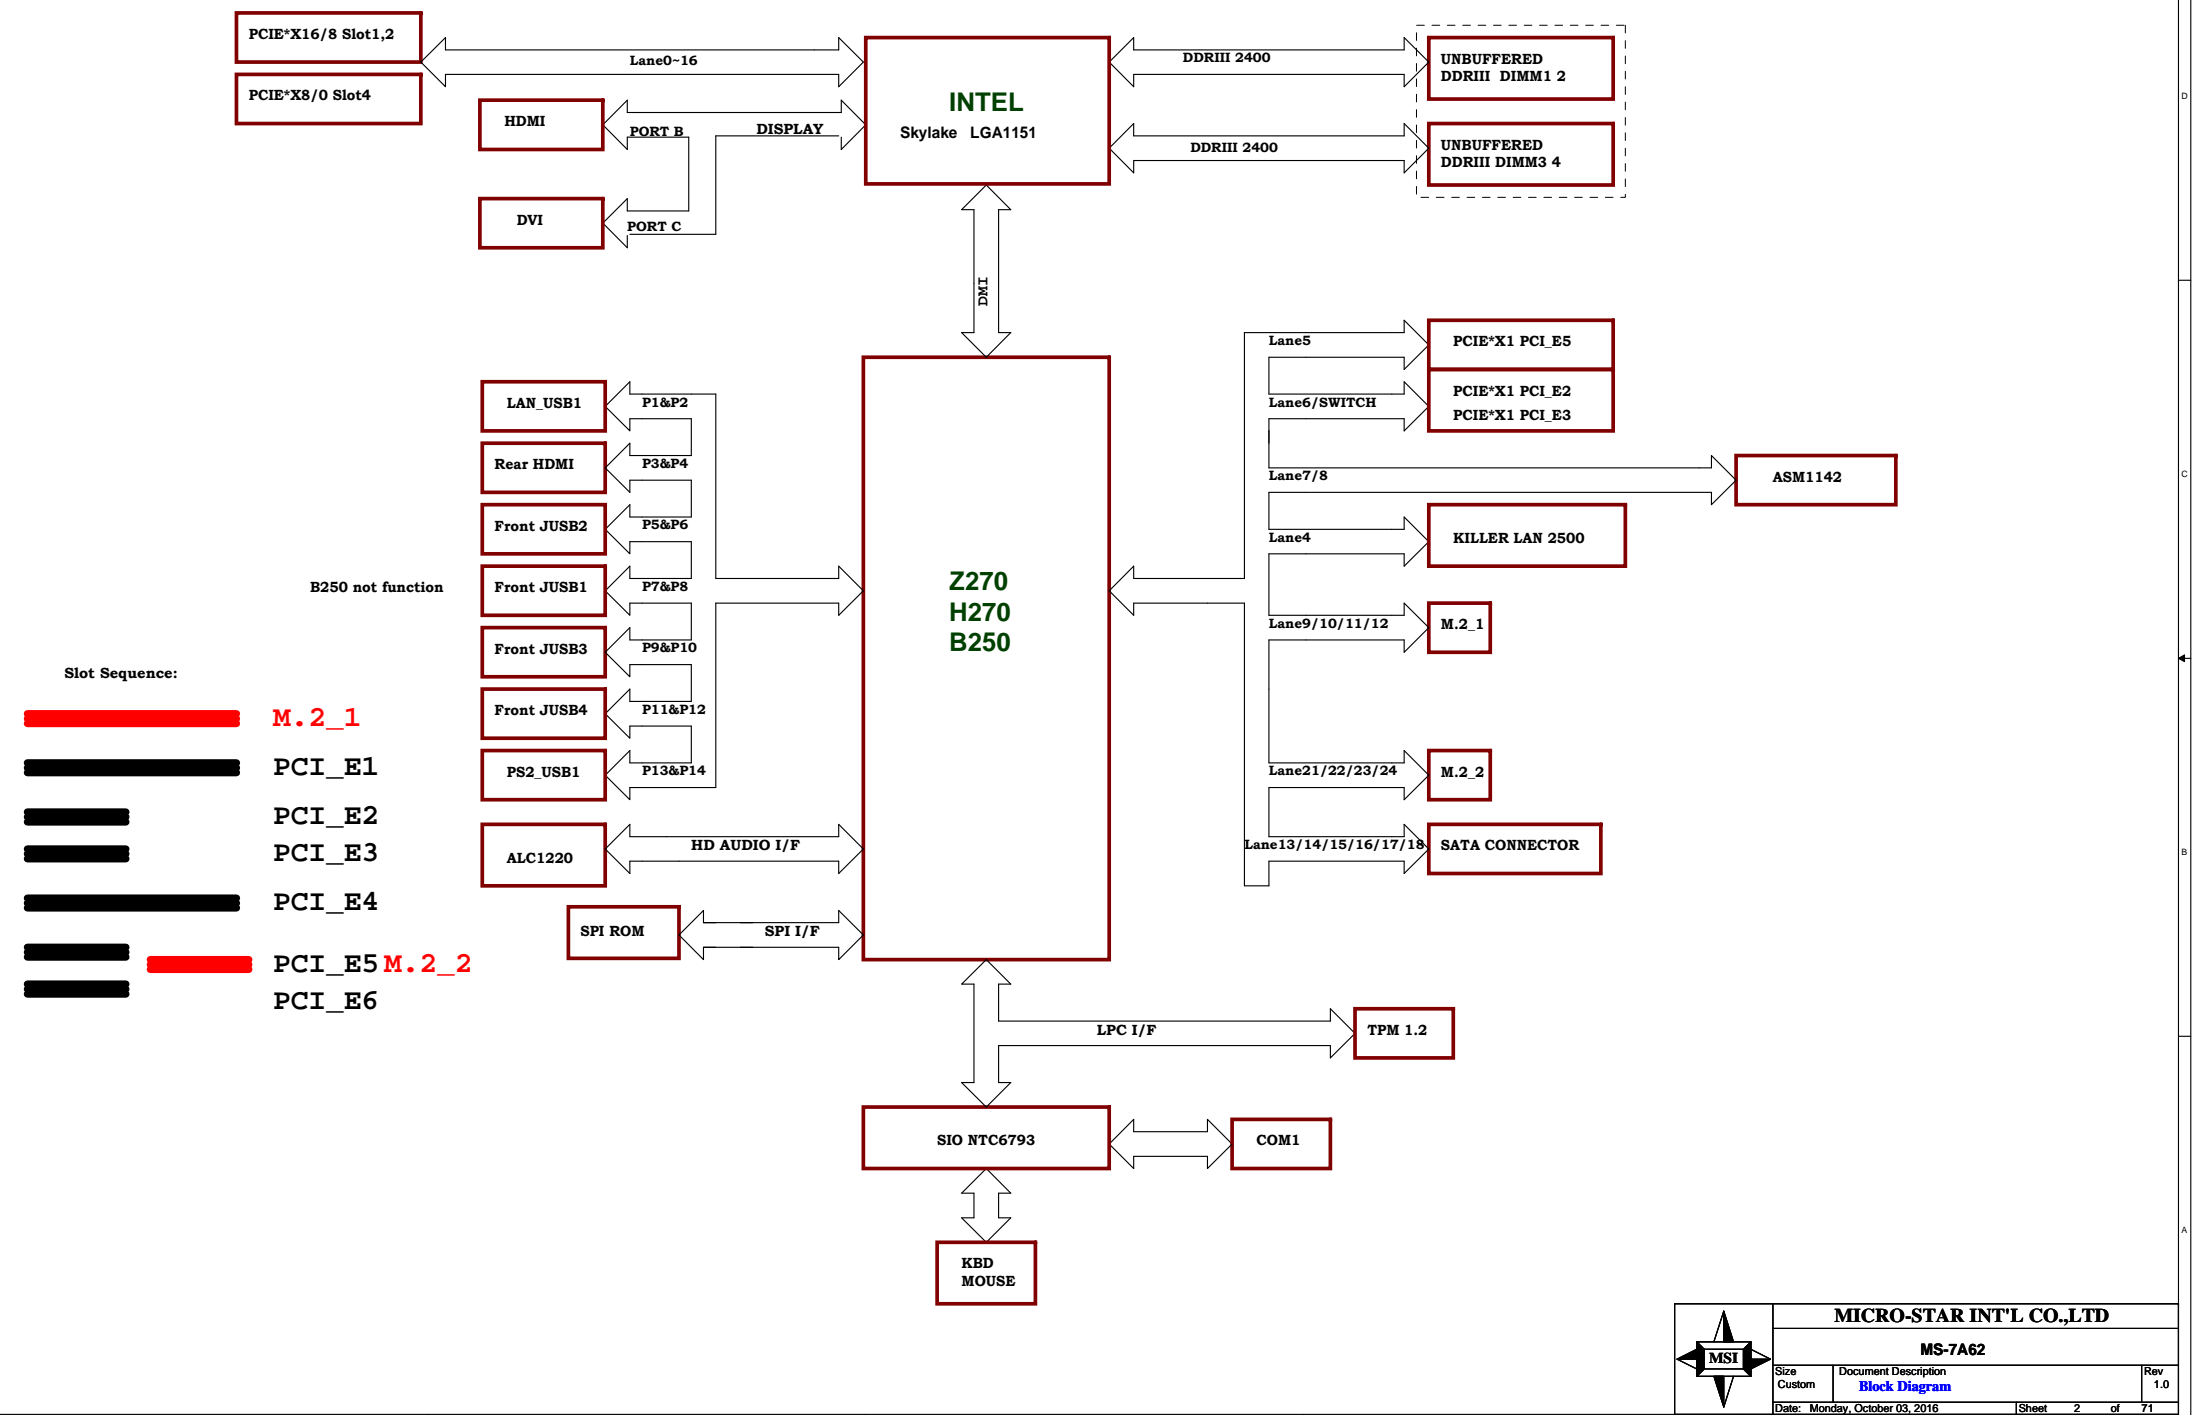 PCIE*X16/8 Slot1,2
PCIE*X8/0 Slot4
Lane0~16
HDMI
PORT B
DISPLAY
DVI
PORT C
INTEL
Skylake LGA1151
DDRIII 2400
UNBUFFERED
DDRIII DIMM1 2
DDRIII 2400
UNBUFFERED
DDRIII DIMM3 4
DMI
LAN_USB1
P1&P2
Rear HDMI
P3&P4
Front JUSB2
P5&P6
B250 not function
Front JUSB1
P7&P8
Front JUSB3
P9&P10
Front JUSB4
P11&P12
PS2_USB1
P13&P14
ALC1220
HD AUDIO I/F
SPI ROM
SPI I/F
Z270
H270
B250
Lane5
PCIE*X1 PCI_E5
Lane6/SWITCH
PCIE*X1 PCI_E2
PCIE*X1 PCI_E3
Lane7/8
ASM1142
Lane4
KILLER LAN 2500
Lane9/10/11/12
M.2_1
Lane21/22/23/24
M.2_2
Lane13/14/15/16/17/18
SATA CONNECTOR
Slot Sequence:
M.2_1
PCI_E1
PCI_E2
PCI_E3
PCI_E4
PCI_E5 M.2_2
PCI_E6
LPC I/F
TPM 1.2
SIO NTC6793
COM1
KBD
MOUSE
D
C
B
A
MSI
MICRO-STAR INT'L CO.,LTD
MS-7A62
Size
Custom
Document Description
Block Diagram
Rev
1.0
Date: Monday, October 03, 2016
Sheet 2 of 71